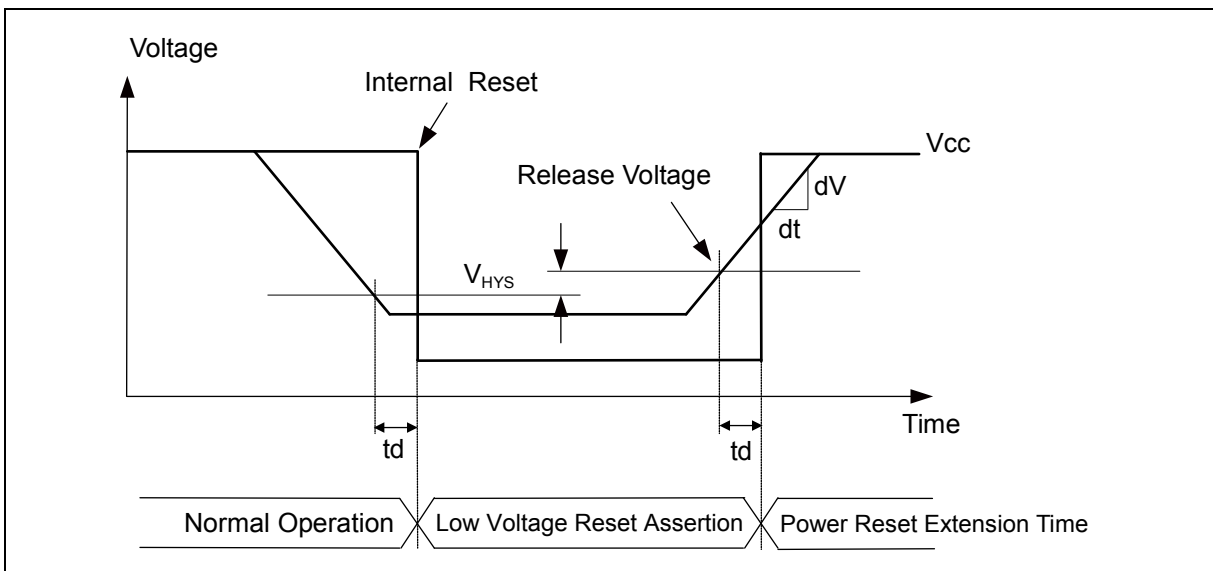 Voltage
Internal Reset
Vcc
Release Voltage
dV
dt
VHYS
Time
td
td
Normal Operation
Low Voltage Reset Assertion
Power Reset Extension Time